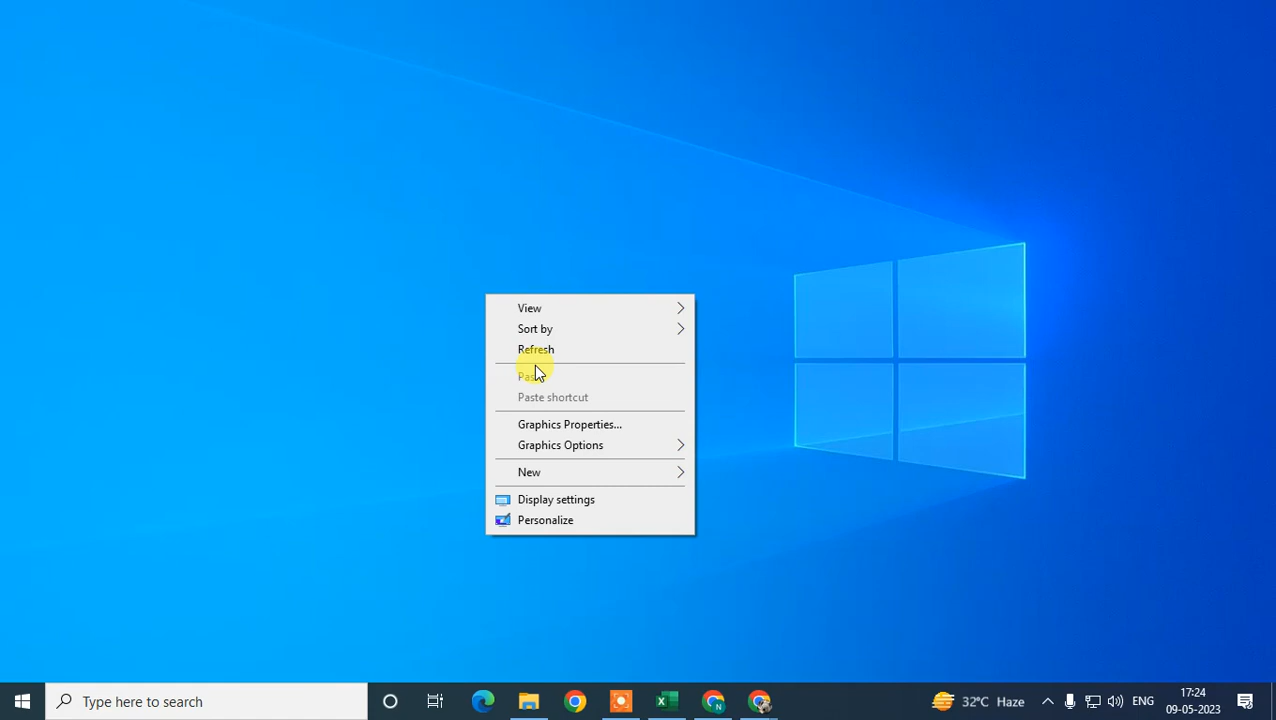 View
Sort by
Refresh
Paste
Paste shortcut
Graphics Properties...
Graphics Options
New
Display settings
Personalize
Type here to search
N
32°C Haze
ENG
17:24
09-05-2023